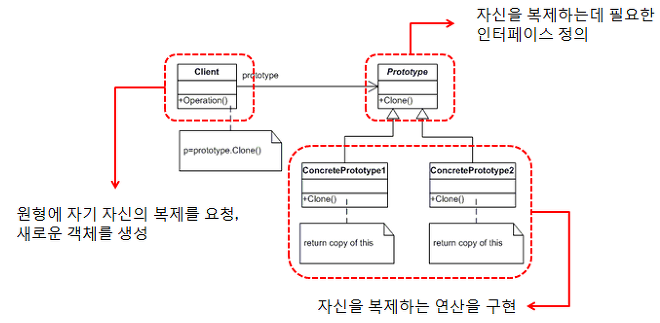 자신을 복제하는데 필요한
인터페이스 정의
Client
prototype
Prototype
+Operation()
+Clone()
p=prototype.Clone()
ConcretePrototype1
ConcretePrototype2
+Clone()
+Clone()
원형에 자기 자신의 복제를 요청,
새로운 객체를 생성
return copy of this
return copy of this
자신을 복제하는 연산을 구현